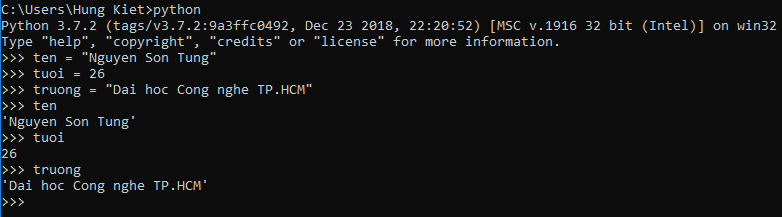 C:\Users\Hung Kiet>python
Python 3.7.2 (tags/v3.7.2:9a3ffc0492, Dec 23 2018, 22:20:52) [MSC v.1916 32 bit (Intel)] on win32
Type "help", "copyright", "credits" or "license" for more information.
>>> ten = "Nguyen Son Tung"
>>> tuoi = 26
>>> truong = "Dai hoc Cong nghe TP.HCM"
>>> ten
'Nguyen Son Tung'
>>> tuoi
26
>>> truong
'Dai hoc Cong nghe TP.HCM'
>>>